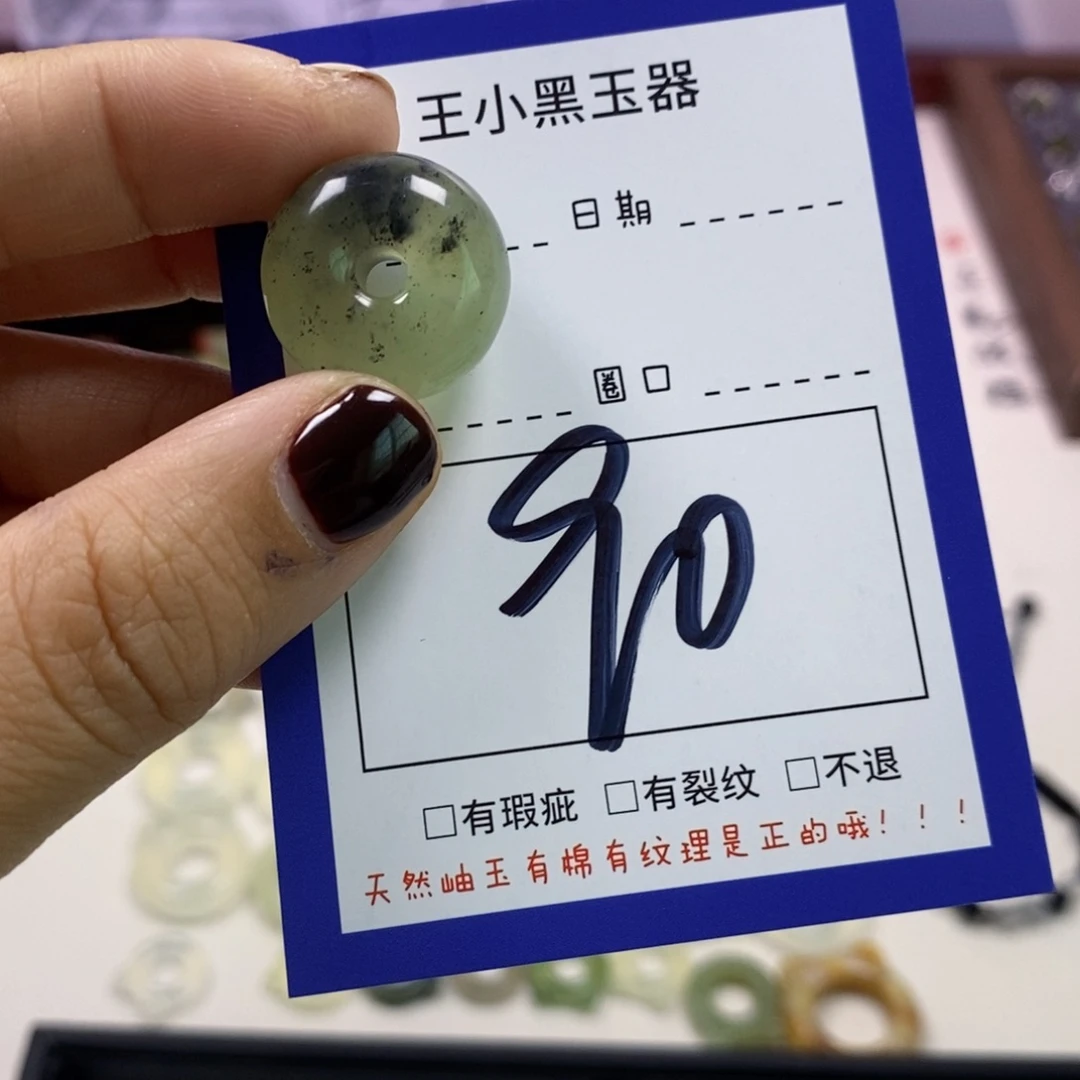 王小黑玉器
日期
圈口
90
□有瑕疵 □有裂纹 □不退
天然岫玉有棉有纹理是正的哦！！！